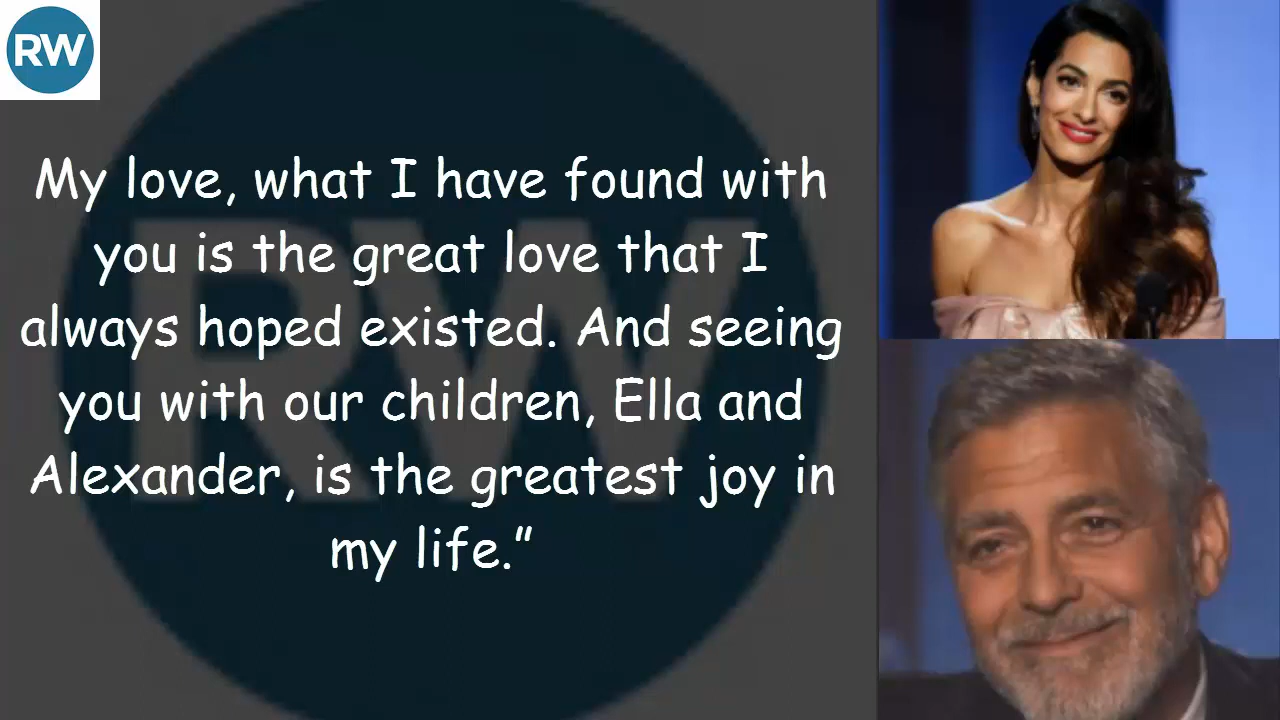 RW
My love, what I have found with
you is the great love that I
always hoped existed. And seeing
you with our children, Ella and
Alexander, is the greatest joy in
my life.”
RW